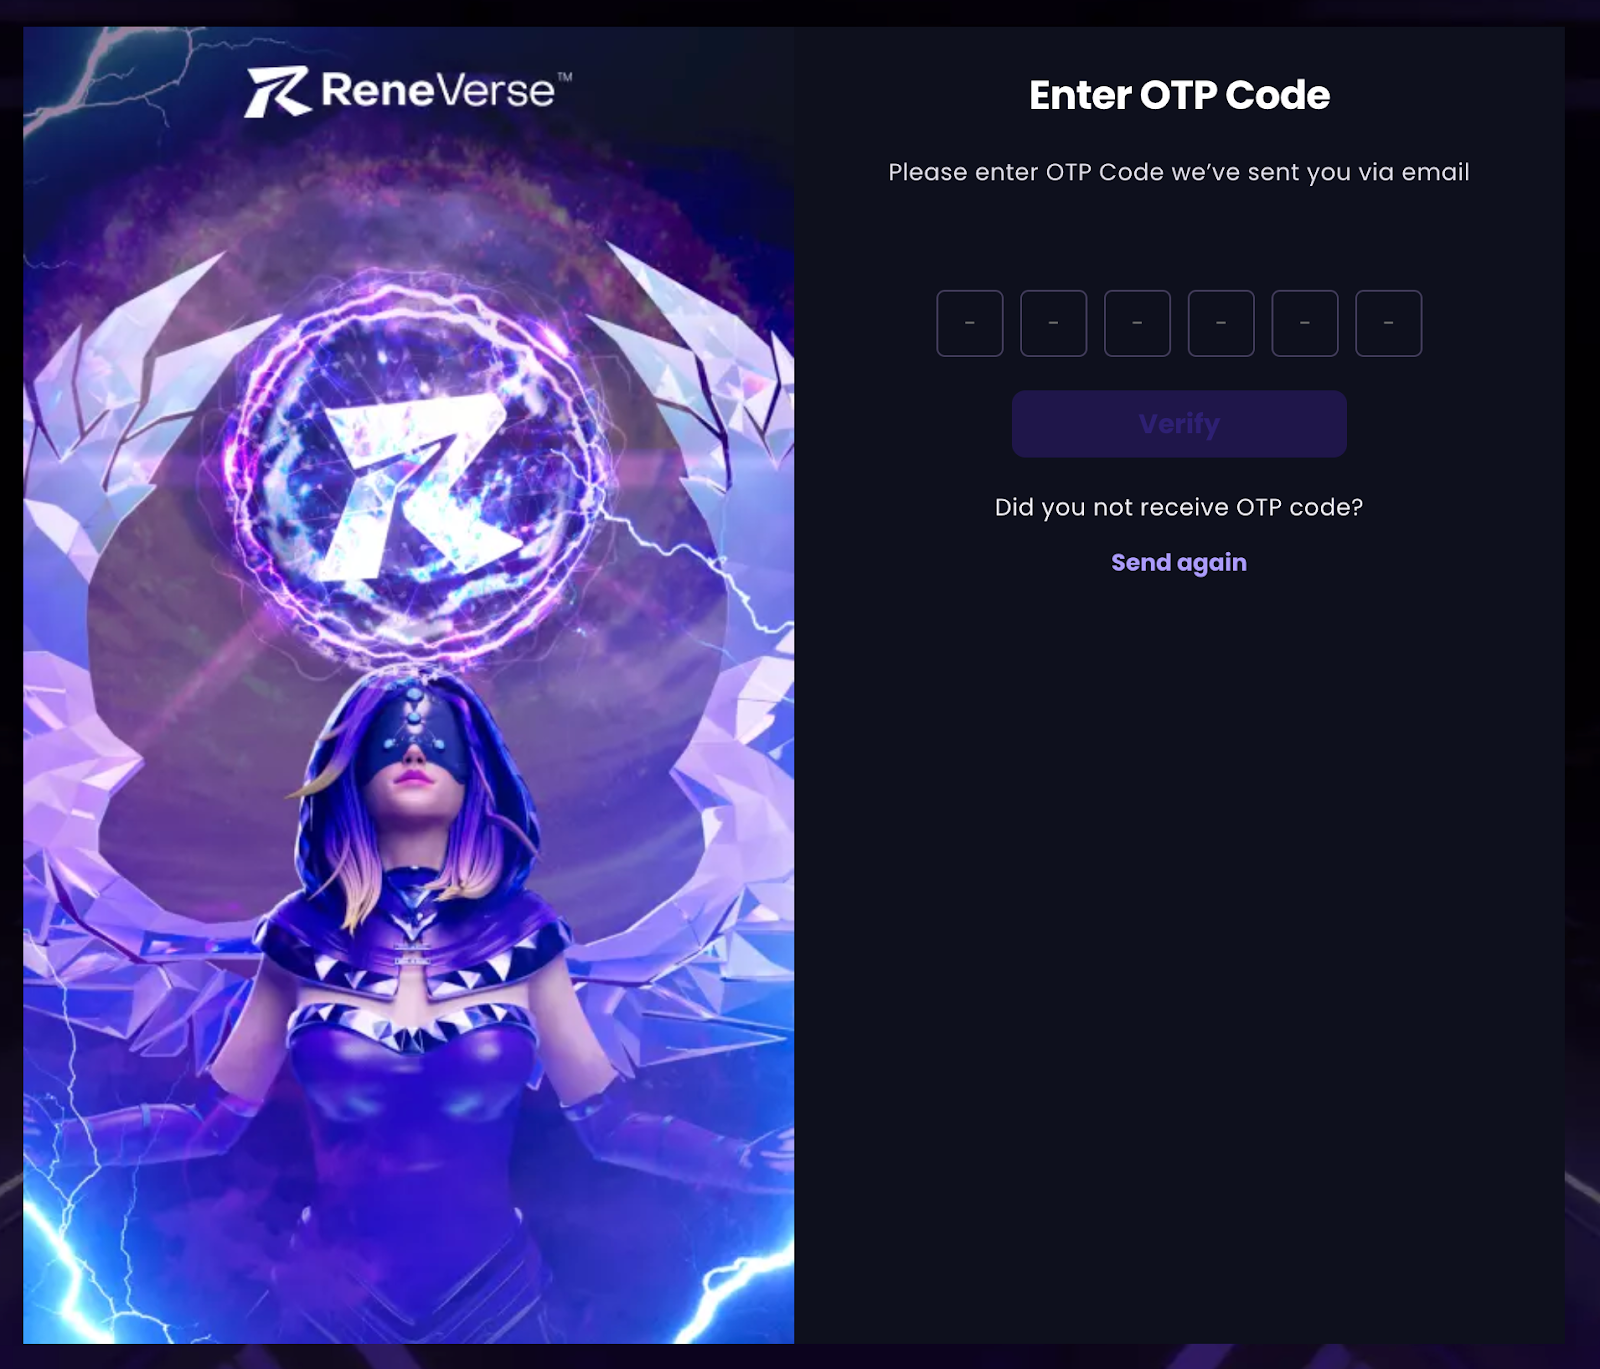 ReneVerse™
Enter OTP Code
Please enter OTP Code we’ve sent you via email
- - - - - -
Verify
Did you not receive OTP code?
Send again